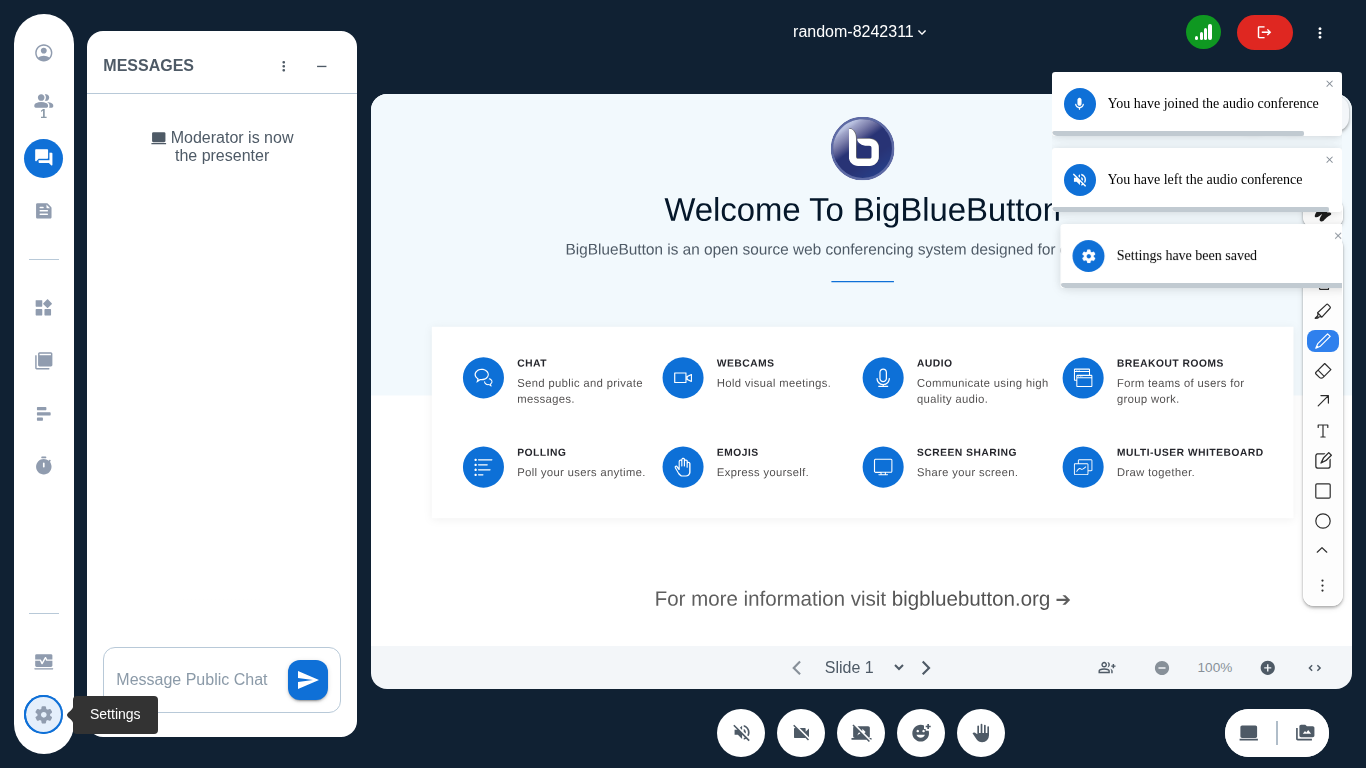 random-8242311
1
MESSAGES
Moderator is now
the presenter
Message Public Chat
Settings
You have joined the audio conference
You have left the audio conference
Settings have been saved
Welcome To BigBlueButton
BigBlueButton is an open source web conferencing system designed for
CHAT
Send public and private
messages.
WEBCAMS
Hold visual meetings.
AUDIO
Communicate using high
quality audio.
BREAKOUT ROOMS
Form teams of users for
group work.
POLLING
Poll your users anytime.
EMOJIS
Express yourself.
SCREEN SHARING
Share your screen.
MULTI-USER WHITEBOARD
Draw together.
For more information visit bigbluebutton.org ➔
Slide 1
100%